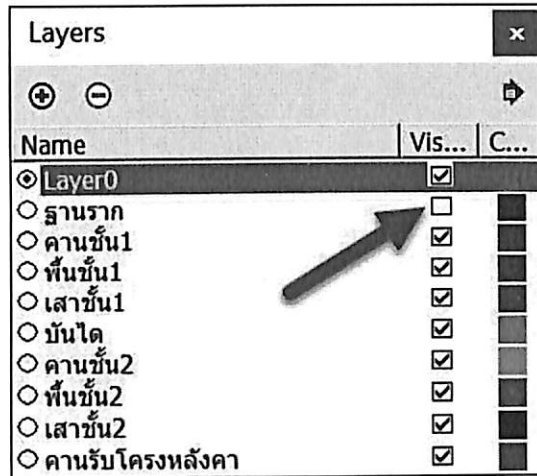 Layers
Name Vis... C...
Layer0
ฐานราก
คานชั้น1
พื้นชั้น1
เสาชั้น1
บันได
คานชั้น2
พื้นชั้น2
เสาชั้น2
คานรับโครงหลังคา